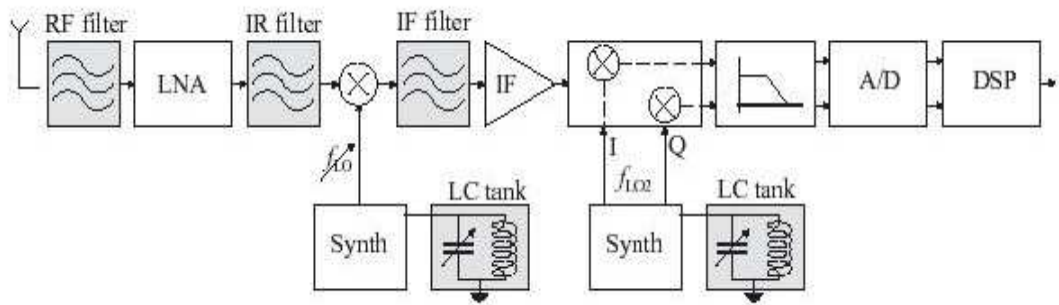 RF filter
IR filter
IF filter
LNA
IF
A/D
DSP
I
Q
fLO
fLO2
LC tank
LC tank
Synth
Synth